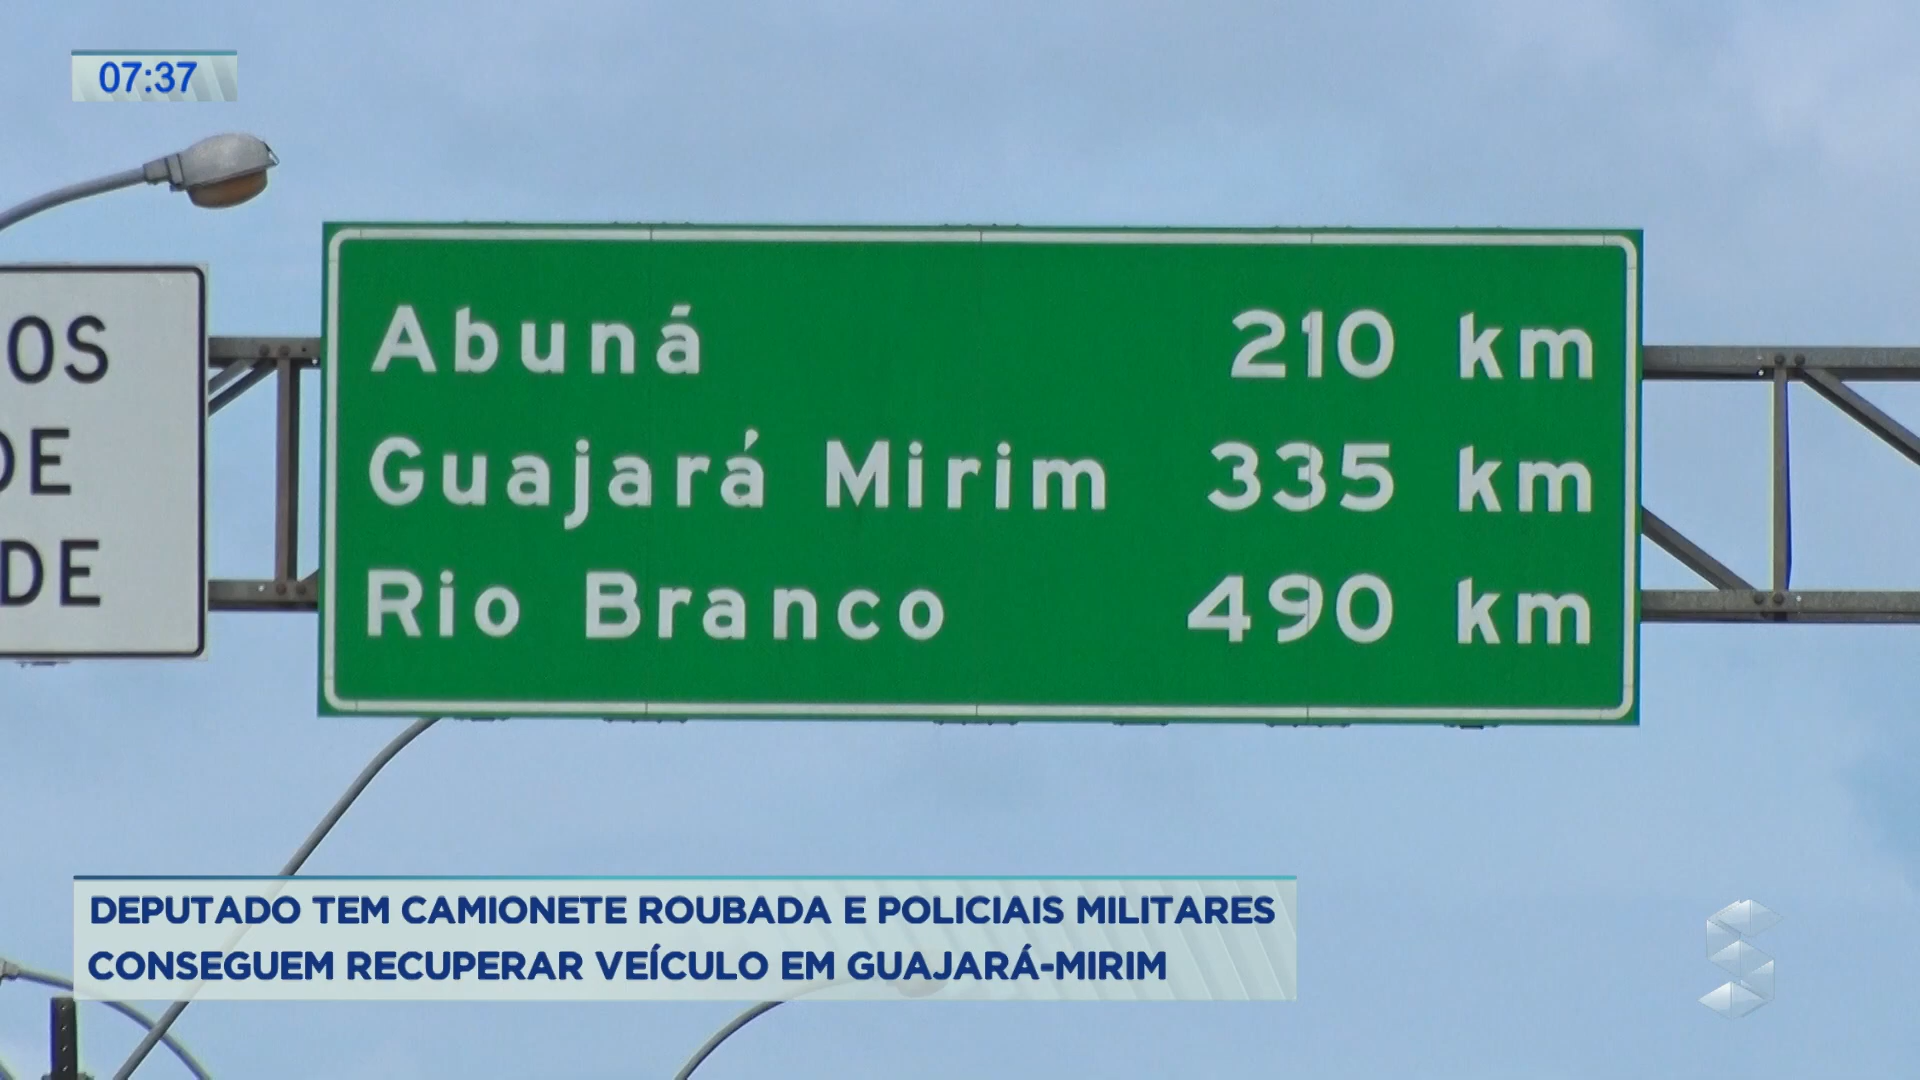 07:37
OS
DE
DE
Abuná 210 km
Guajará Mirim 335 km
Rio Branco 490 km
DEPUTADO TEM CAMIONETE ROUBADA E POLICIAIS MILITARES
CONSEGUEM RECUPERAR VEÍCULO EM GUAJARÁ-MIRIM